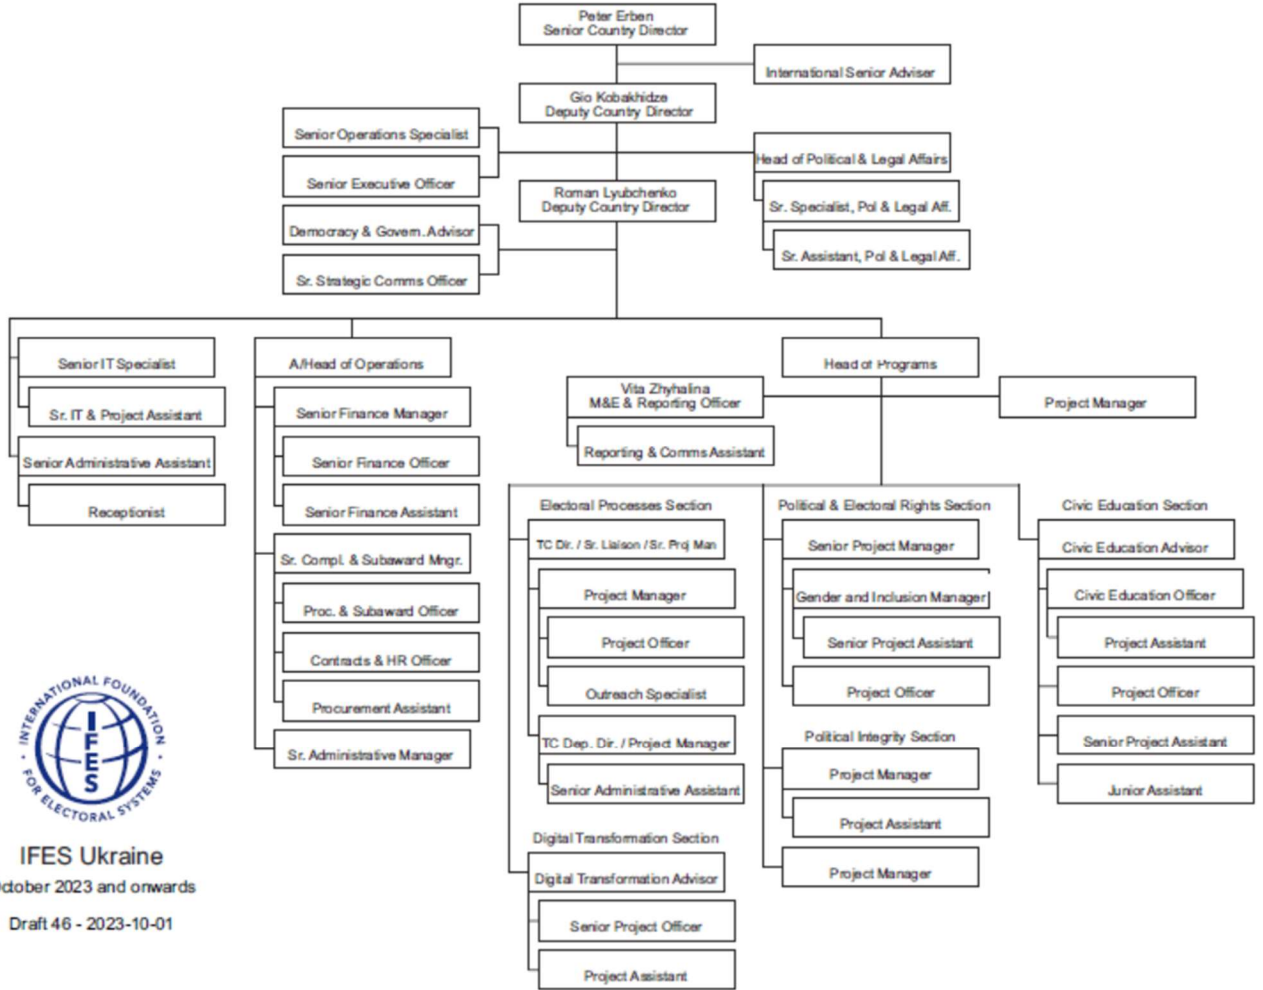 Peter Erben
Senior Country Director
International Senior Adviser
Gio Kobakhidze
Deputy Country Director
Senior Operations Specialist
Senior Executive Officer
Head of Political & Legal Affairs
Sr. Specialist, Pol & Legal Aff.
Sr. Assistant, Pol & Legal Aff.
Roman Lyubchenko
Deputy Country Director
Democracy & Govern. Advisor
Sr. Strategic Comms Officer
Senior IT Specialist
Sr. IT & Project Assistant
Senior Administrative Assistant
Receptionist
A/Head of Operations
Senior Finance Manager
Senior Finance Officer
Senior Finance Assistant
Sr. Compl. & Subaward Mngr.
Proc. & Subaward Officer
Contracts & HR Officer
Procurement Assistant
Sr. Administrative Manager
Head of Programs
Vita Zhyhalina
M&E & Reporting Officer
Reporting & Comms Assistant
Project Manager
Electoral Processes Section
TC Dir. / Sr. Liaison / Sr. Proj Man
Project Manager
Project Officer
Outreach Specialist
TC Dep. Dir. / Project Manager
Senior Administrative Assistant
Digital Transformation Section
Digital Transformation Advisor
Senior Project Officer
Project Assistant
Political & Electoral Rights Section
Senior Project Manager
Gender and Inclusion Manager
Senior Project Assistant
Project Officer
Political Integrity Section
Project Manager
Project Assistant
Project Manager
Civic Education Section
Civic Education Advisor
Civic Education Officer
Project Assistant
Project Officer
Senior Project Assistant
Junior Assistant
INTERNATIONAL FOUNDATION
FOR ELECTORAL SYSTEMS
IFES
IFES Ukraine
ctober 2023 and onwards
Draft 46 - 2023-10-01